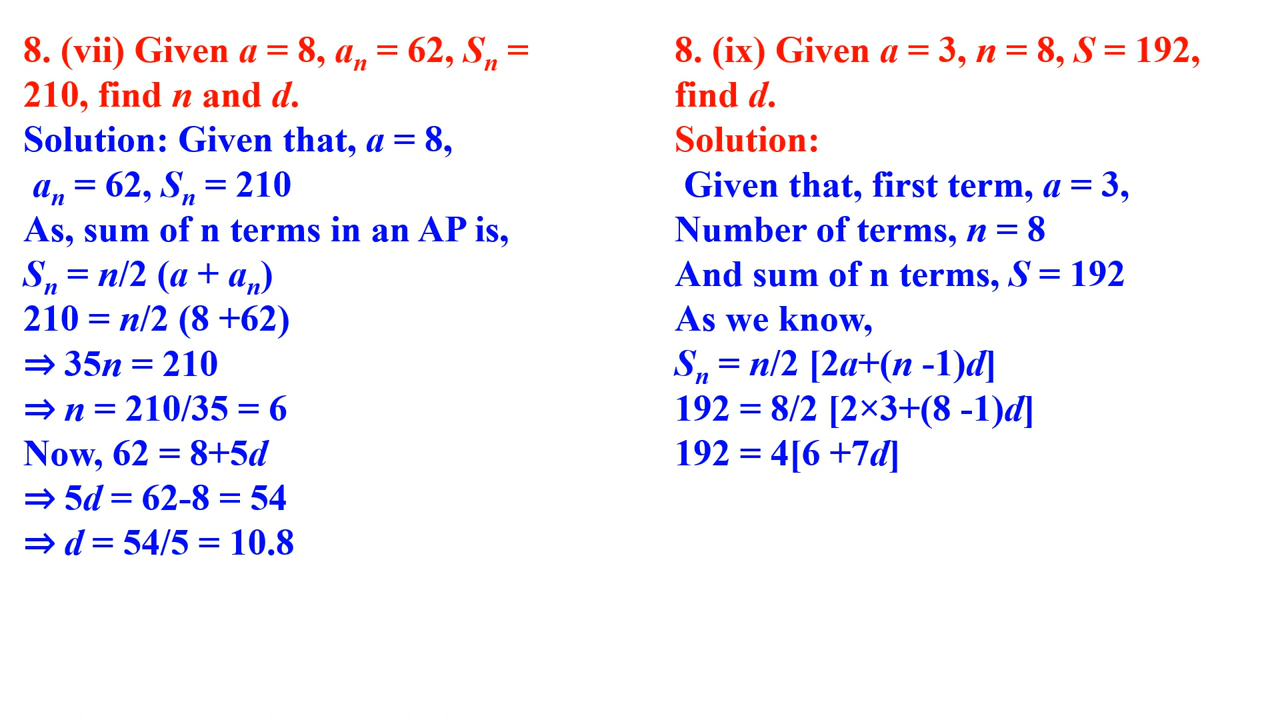 8. (vii) Given a = 8, aₙ = 62, Sₙ =
210, find n and d.
Solution: Given that, a = 8,
aₙ = 62, Sₙ = 210
As, sum of n terms in an AP is,
Sₙ = n/2 (a + aₙ)
210 = n/2 (8 +62)
⇒ 35n = 210
⇒ n = 210/35 = 6
Now, 62 = 8+5d
⇒ 5d = 62-8 = 54
⇒ d = 54/5 = 10.8
8. (ix) Given a = 3, n = 8, S = 192,
find d.
Solution:
Given that, first term, a = 3,
Number of terms, n = 8
And sum of n terms, S = 192
As we know,
Sₙ = n/2 [2a+(n -1)d]
192 = 8/2 [2×3+(8 -1)d]
192 = 4[6 +7d]